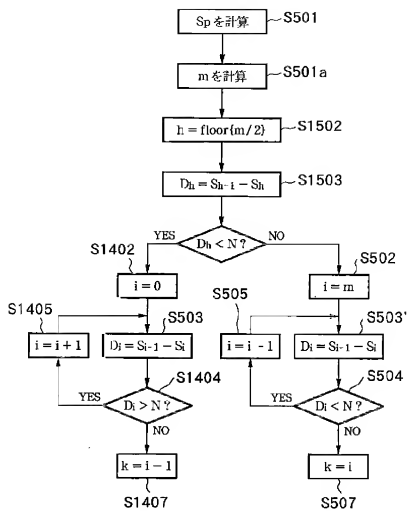 Spを計算
S501
mを計算
S501a
h = floor{m/2}
S1502
Dh = Sh-1 - Sh
S1503
Dh < N ?
YES
NO
S1402
i = 0
S502
i = m
S1405
i = i + 1
S503
Di = Si-1 - Si
S505
i = i - 1
S503'
Di = Si-1 - Si
S1404
Di > N ?
YES
NO
S504
Di < N ?
YES
NO
k = i - 1
S1407
k = i
S507